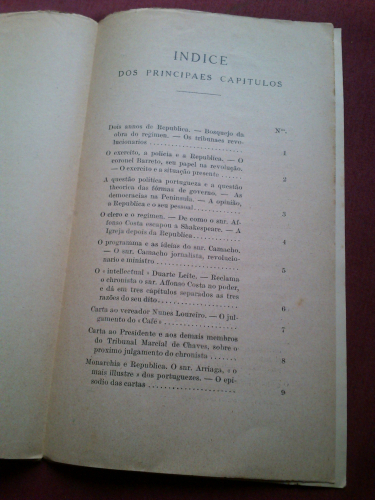 INDICE
DOS PRINCIPAES CAPITULOS
Nos.
Dois annos de Republica. — Bosquejo da
obra do regimen. — Os tribunaes revo-
lucionarios 1
O exercito, a policia e a Republica. — O
coronel Barreto, seu papel na revolução.
— O exercito e a situação presente 2
A questão politica portugueza e a questão
theorica das fórmas de governo. — As
democracias na Peninsula. — A opinião,
a Republica e o seu pessoal 3
O clero e o regimen. — De como o snr. Af-
fonso Costa escapou a Shakespeare. — A
Igreja depois da Republica 4
O programma e as ideias do snr. Camacho.
— O snr. Camacho jornalista, revolucio-
nario e ministro 5
O « intellectual » Duarte Leite. — Reclama
o chronista o snr. Affonso Costa no poder,
e dá em tres capitulos separados as tres
razões do seu dito 6
Carta ao vereador Nunes Loureiro. — O jul-
gamento do « Café » 7
Carta ao Presidente e aos demais membros
do Tribunal Marcial de Chaves, sobre o
proximo julgamento do chronista 8
Monarchia e Republica. O snr. Arriaga, « o
mais illustre » dos portuguezes. — O epi-
sodio das cartas 9